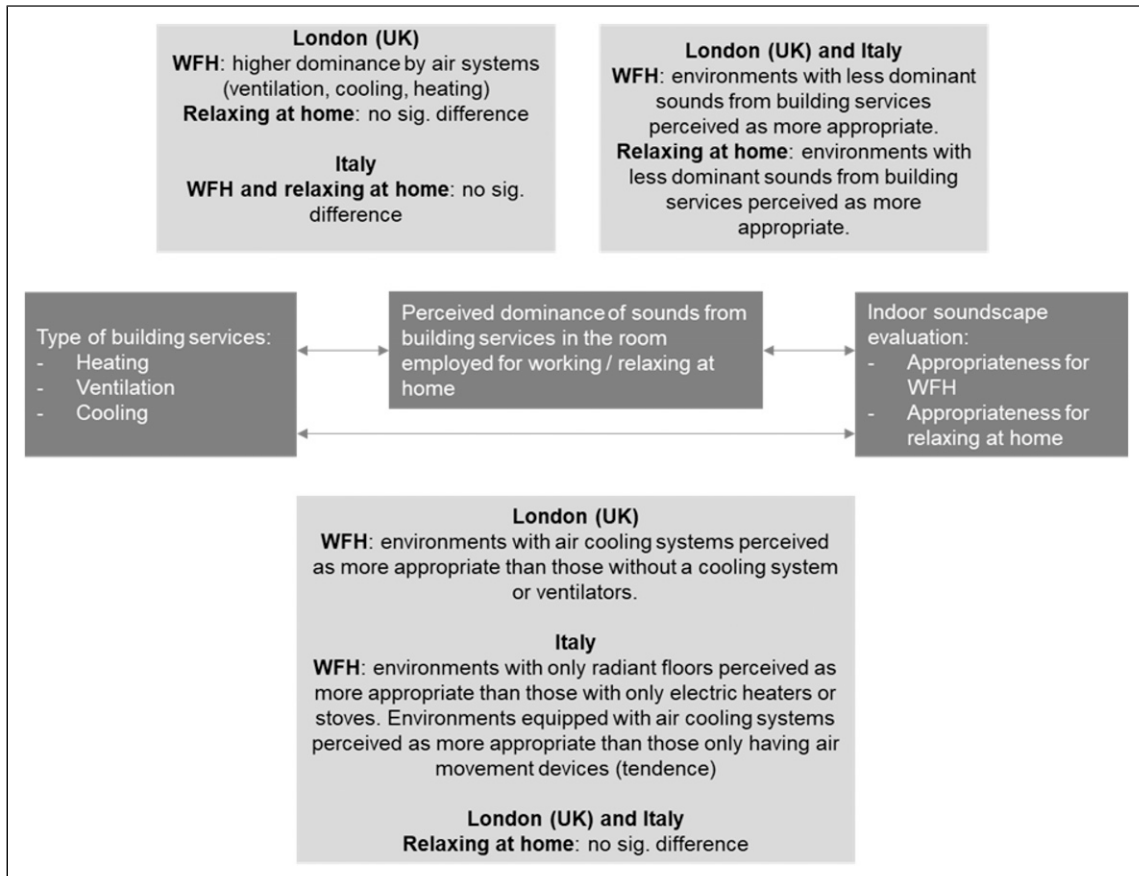 London (UK)
WFH: higher dominance by air systems
(ventilation, cooling, heating)
Relaxing at home: no sig. difference
Italy
WFH and relaxing at home: no sig.
difference
London (UK) and Italy
WFH: environments with less dominant
sounds from building services
perceived as more appropriate.
Relaxing at home: environments with
less dominant sounds from building
services perceived as more
appropriate.
Type of building services:
- Heating
- Ventilation
- Cooling
Perceived dominance of sounds from
building services in the room
employed for working / relaxing at
home
Indoor soundscape
evaluation:
- Appropriateness for
WFH
- Appropriateness for
relaxing at home
London (UK)
WFH: environments with air cooling systems perceived
as more appropriate than those without a cooling system
or ventilators.
Italy
WFH: environments with only radiant floors perceived as
more appropriate than those with only electric heaters or
stoves. Environments equipped with air cooling systems
perceived as more appropriate than those only having air
movement devices (tendence)
London (UK) and Italy
Relaxing at home: no sig. difference